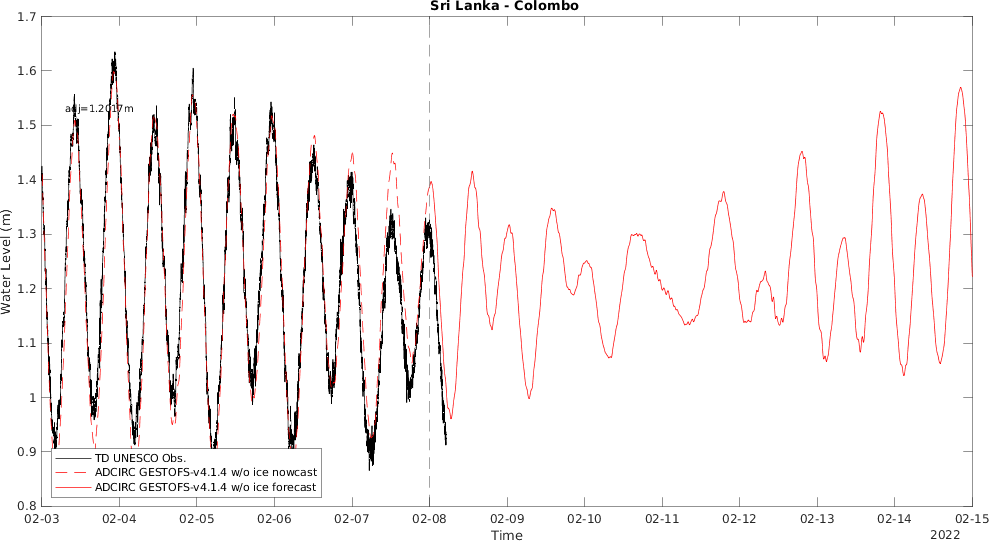 Sri Lanka - Colombo
1.7
1.6
1.5
1.4
1.3
1.2
1.1
1
0.9
0.8
Water Level (m)
adj=1.2017m
TD UNESCO Obs.
ADCIRC GESTOFS-v4.1.4 w/o ice nowcast
ADCIRC GESTOFS-v4.1.4 w/o ice forecast
02-03 02-04 02-05 02-06 02-07 02-08 02-09 02-10 02-11 02-12 02-13 02-14 02-15
Time
2022